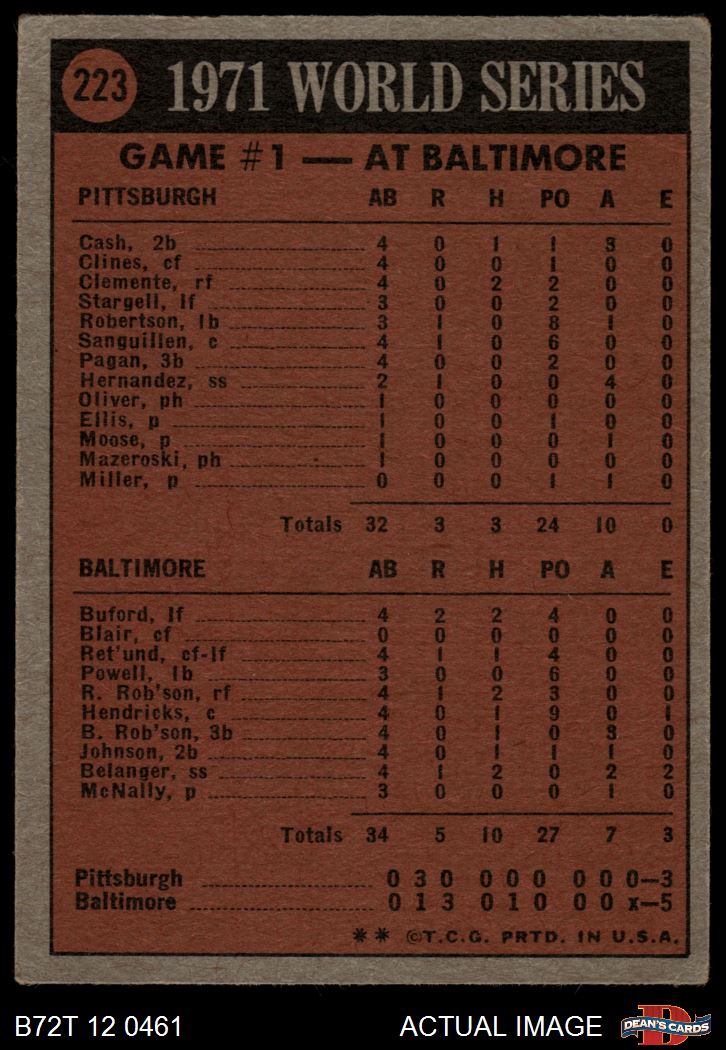 223 1971 WORLD SERIES
GAME #1 — AT BALTIMORE
PITTSBURGH AB R H PO A E
Cash, 2b 4 0 1 1 3 0
Clines, cf 4 0 0 1 0 0
Clemente, rf 4 0 2 2 0 0
Stargell, lf 3 0 0 2 0 0
Robertson, 1b 3 1 0 8 1 0
Sanguillen, c 4 1 0 6 0 0
Pagan, 3b 4 0 0 2 0 0
Hernandez, ss 2 1 0 0 4 0
Oliver, ph 1 0 0 0 0 0
Ellis, p 1 0 0 1 0 0
Moose, p 1 0 0 0 1 0
Mazeroski, ph 1 0 0 0 0 0
Miller, p 0 0 0 1 1 0
Totals 32 3 3 24 10 0
BALTIMORE AB R H PO A E
Buford, lf 4 2 2 4 0 0
Blair, cf 0 0 0 0 0 0
Ret'und, cf-lf 4 1 1 4 0 0
Powell, 1b 3 0 0 6 0 0
R. Rob'son, rf 4 1 2 3 0 0
Hendricks, c 4 0 1 9 0 1
B. Rob'son, 3b 4 0 1 0 3 0
Johnson, 2b 4 0 1 1 1 0
Belanger, ss 4 1 2 0 2 2
McNally, p 3 0 0 0 1 0
Totals 34 5 10 27 7 3
Pittsburgh 0 3 0 0 0 0 0 0 0—3
Baltimore 0 1 3 0 1 0 0 0 x—5
** ©T.C.G. PRTD. IN U.S.A.
B72T 12 0461 ACTUAL IMAGE DEAN'S CARDS